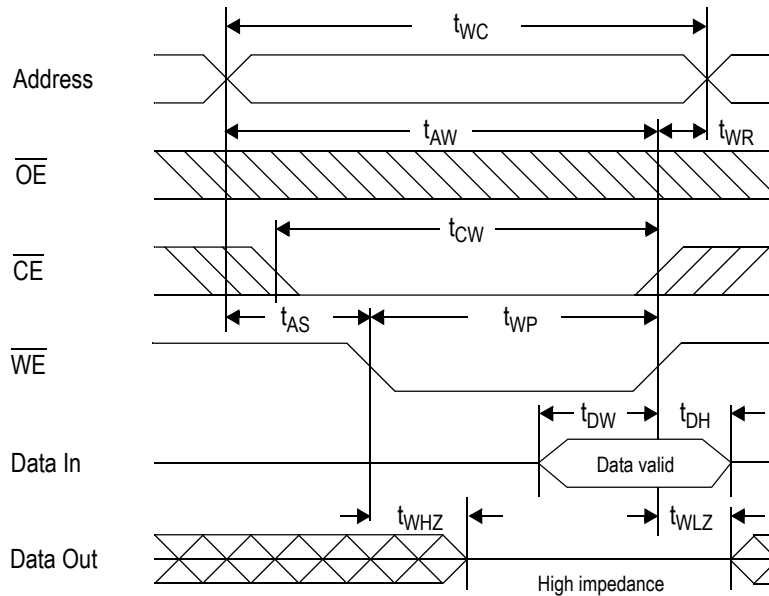 tWC
Address
tAW
tWR
OE
tCW
CE
tAS
tWP
WE
tDW
tDH
Data In
Data valid
tWHZ
tWLZ
Data Out
High impedance